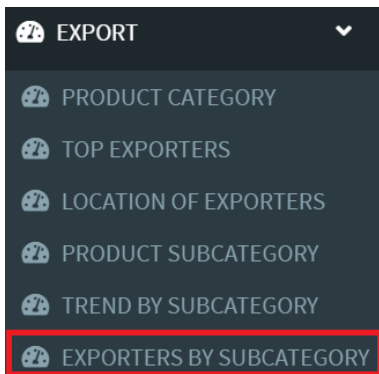 EXPORT
PRODUCT CATEGORY
TOP EXPORTERS
LOCATION OF EXPORTERS
PRODUCT SUBCATEGORY
TREND BY SUBCATEGORY
EXPORTERS BY SUBCATEGORY